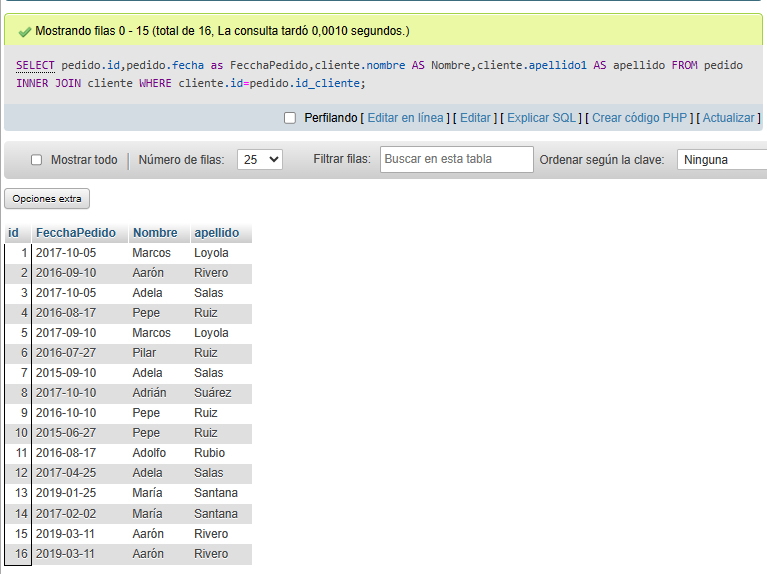 Mostrando filas 0 - 15 (total de 16, La consulta tardó 0,0010 segundos.)
SELECT pedido.id,pedido.fecha as FecchaPedido,cliente.nombre AS Nombre,cliente.apellido1 AS apellido FROM pedido
INNER JOIN cliente WHERE cliente.id=pedido.id_cliente;
Perfilando [ Editar en línea ] [ Editar ] [ Explicar SQL ] [ Crear código PHP ] [ Actualizar ]
Mostrar todo Número de filas: 25 Filtrar filas: Buscar en esta tabla Ordenar según la clave: Ninguna
Opciones extra
id FecchaPedido Nombre apellido
1 2017-10-05 Marcos Loyola
2 2016-09-10 Aarón Rivero
3 2017-10-05 Adela Salas
4 2016-08-17 Pepe Ruiz
5 2017-09-10 Marcos Loyola
6 2016-07-27 Pilar Ruiz
7 2015-09-10 Adela Salas
8 2017-10-10 Adrián Suárez
9 2016-10-10 Pepe Ruiz
10 2015-06-27 Pepe Ruiz
11 2016-08-17 Adolfo Rubio
12 2017-04-25 Adela Salas
13 2019-01-25 María Santana
14 2017-02-02 María Santana
15 2019-03-11 Aarón Rivero
16 2019-03-11 Aarón Rivero